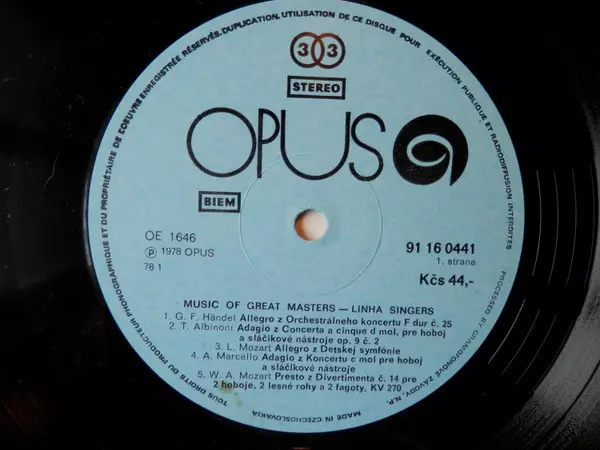 TOUS DROITS DU PRODUCTEUR PHONOGRAPHIQUE ET DU PROPRIÉTAIRE DE L'OEUVRE ENREGISTRÉE RÉSERVÉS. DUPLICATION, UTILISATION DE CE DISQUE POUR EXÉCUTION PUBLIQUE ET RADIODIFFUSION INTERDITES
PROCESSED BY GRAMOFONOVÉ ZÁVODY, N.P.
MADE IN CZECHOSLOVAKIA
33
STEREO
OPUS
BIEM
OE 1646
℗ 1978 OPUS
78 1
91 16 0441
1. strana
Kčs 44,-
MUSIC OF GREAT MASTERS — LINHA SINGERS
1. G. F. Händel Allegro z Orchestrálneho koncertu F dur č. 25
2. T. Albinoni Adagio z Concerta a cinque d mol, pre hoboj
a sláčikové nástroje op. 9 č. 2
3. L. Mozart Allegro z Detskej symfónie
4. A. Marcello Adagio z Koncertu c mol pre hoboj
a sláčikové nástroje
5. W. A. Mozart Presto z Divertimenta č. 14 pre
2 hoboje, 2 lesné rohy a 2 fagoty, KV 270